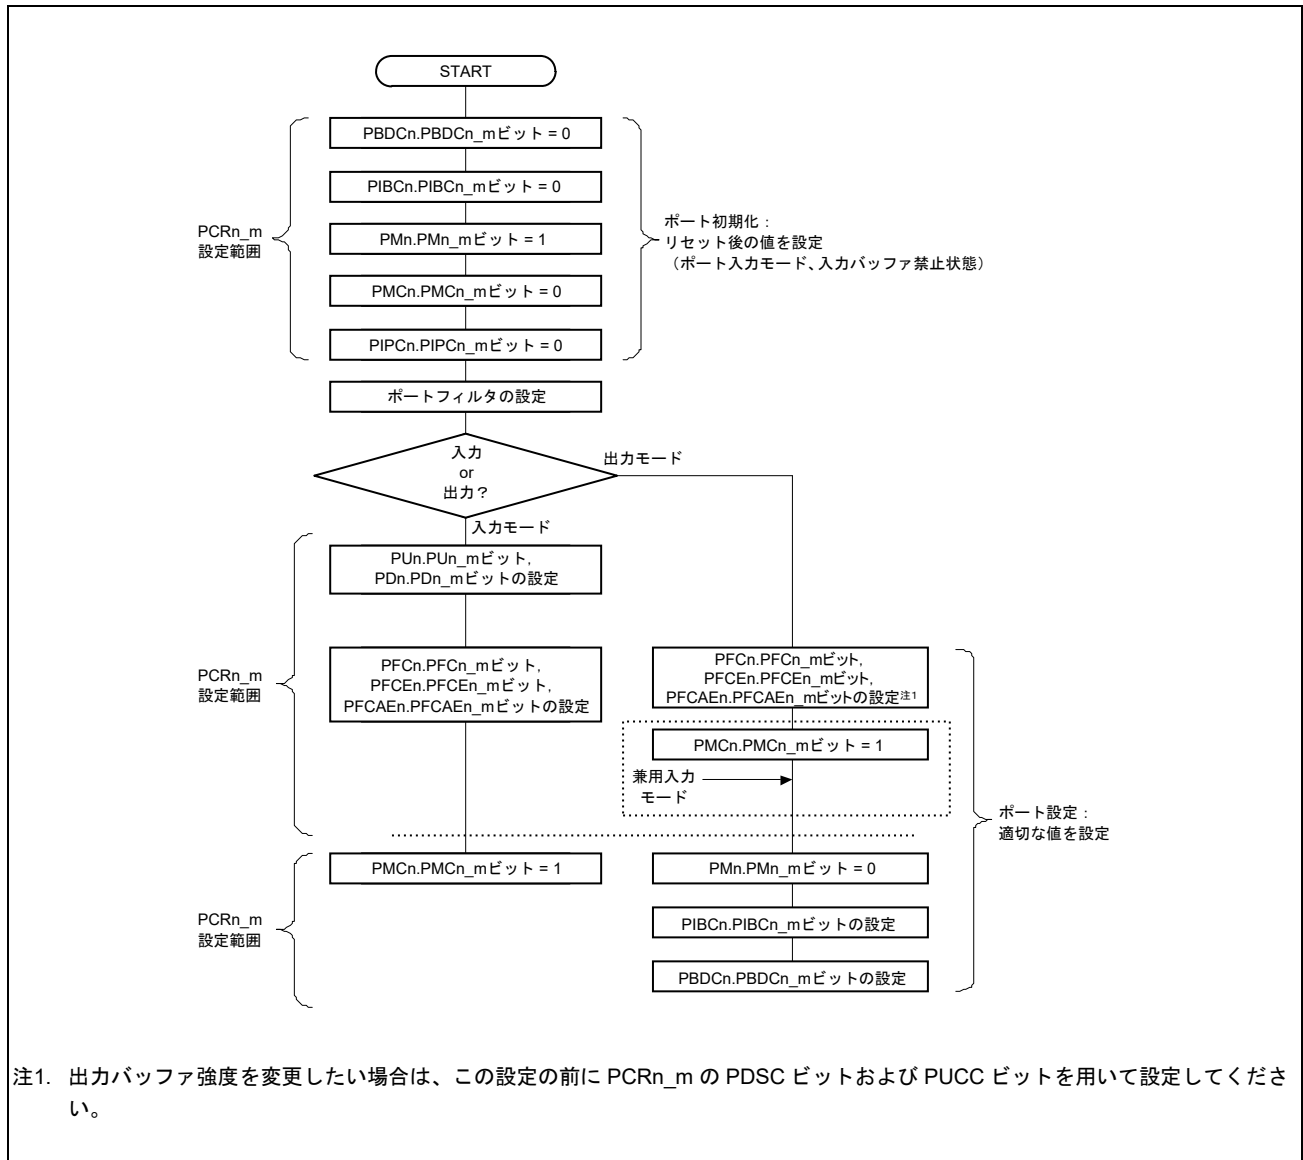 START
PBDCn.PBDCn_mビット = 0
PIBCn.PIBCn_mビット = 0
PMn.PMn_mビット = 1
PMCn.PMCn_mビット = 0
PIPCn.PIPCn_mビット = 0
PCRn_m
設定範囲
ポート初期化：
リセット後の値を設定
（ポート入力モード、入力バッファ禁止状態）
ポートフィルタの設定
入力
or
出力？
出力モード
入力モード
PUn.PUn_mビット,
PDn.PDn_mビットの設定
PFCn.PFCn_mビット,
PFCEn.PFCEn_mビット,
PFCAEn.PFCAEn_mビットの設定
PCRn_m
設定範囲
PFCn.PFCn_mビット,
PFCEn.PFCEn_mビット,
PFCAEn.PFCAEn_mビットの設定注1
PMCn.PMCn_mビット = 1
兼用入力
モード
ポート設定：
適切な値を設定
PMCn.PMCn_mビット = 1
PMn.PMn_mビット = 0
PCRn_m
設定範囲
PIBCn.PIBCn_mビットの設定
PBDCn.PBDCn_mビットの設定
注1. 出力バッファ強度を変更したい場合は、この設定の前に PCRn_m の PDSC ビットおよび PUCC ビットを用いて設定してくださ
い。